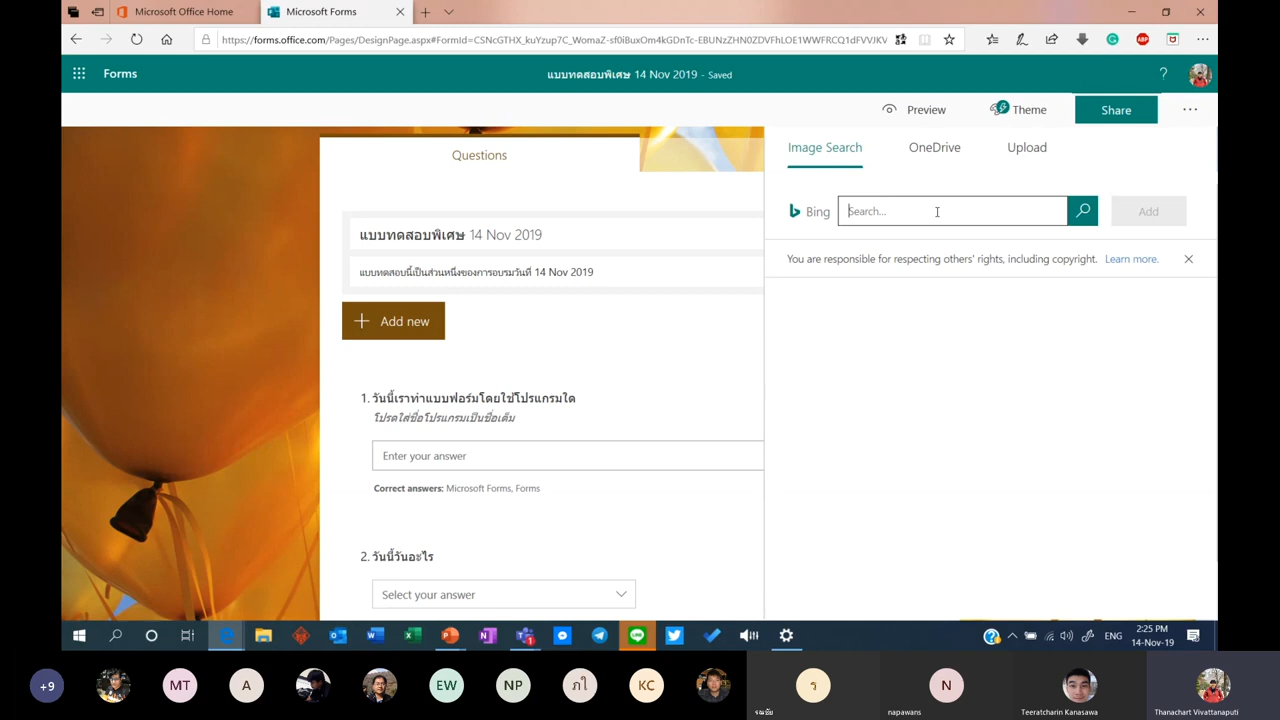 Microsoft Office Home
Microsoft Forms
https://forms.office.com/Pages/DesignPage.aspx#FormId=CSNcGTHX_kuYzup7C_WomaZ-sf0iBuxOm4kGDnTc-EBUNzZHN0ZDVFhLOE1WWFRCQ1dFVVJKV
Forms
แบบทดสอบพิเศษ 14 Nov 2019 - Saved
?
Preview
Theme
Share
Questions
Image Search
OneDrive
Upload
Bing
Search...
Add
แบบทดสอบพิเศษ 14 Nov 2019
You are responsible for respecting others' rights, including copyright. Learn more.
แบบทดสอบนี้เป็นส่วนหนึ่งของการอบรมวันที่ 14 Nov 2019
Add new
1. วันนี้เราทำแบบฟอร์มโดยใช้โปรแกรมใด
โปรดใส่ชื่อโปรแกรมเป็นชื่อเต็ม
Enter your answer
Correct answers: Microsoft Forms, Forms
2. วันนี้วันอะไร
Select your answer
ENG
2:25 PM
14-Nov-19
+9
MT
A
EW
NP
ภไ
KC
ร
N
napawans
Teeratcharin Kanasawa
Thanachart Vivattanaputi